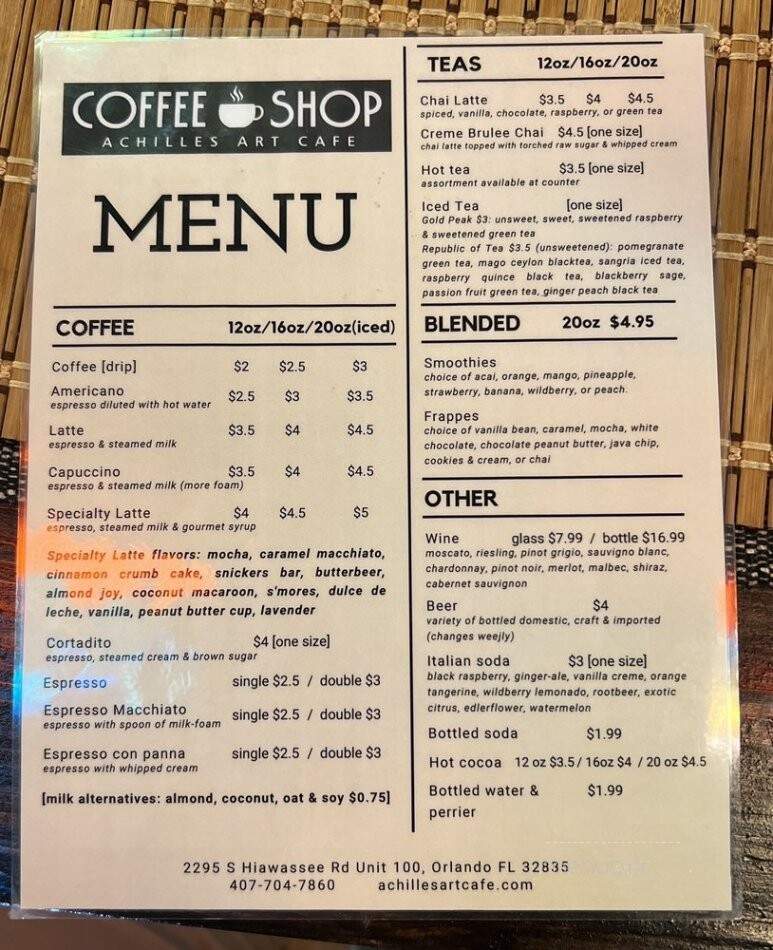 COFFEE SHOP
ACHILLES ART CAFE
MENU
COFFEE 12oz/16oz/20oz(iced)
Coffee [drip] $2 $2.5 $3
Americano $2.5 $3 $3.5
espresso diluted with hot water
Latte $3.5 $4 $4.5
espresso & steamed milk
Capuccino $3.5 $4 $4.5
espresso & steamed milk (more foam)
Specialty Latte $4 $4.5 $5
espresso, steamed milk & gourmet syrup
Specialty Latte flavors: mocha, caramel macchiato,
cinnamon crumb cake, snickers bar, butterbeer,
almond joy, coconut macaroon, s'mores, dulce de
leche, vanilla, peanut butter cup, lavender
Cortadito $4 [one size]
espresso, steamed cream & brown sugar
Espresso single $2.5 / double $3
Espresso Macchiato single $2.5 / double $3
espresso with spoon of milk-foam
Espresso con panna single $2.5 / double $3
espresso with whipped cream
[milk alternatives: almond, coconut, oat & soy $0.75]
TEAS 12oz/16oz/20oz
Chai Latte $3.5 $4 $4.5
spiced, vanilla, chocolate, raspberry, or green tea
Creme Brulee Chai $4.5 [one size]
chai latte topped with torched raw sugar & whipped cream
Hot tea $3.5 [one size]
assortment available at counter
Iced Tea [one size]
Gold Peak $3: unsweet, sweet, sweetened raspberry
& sweetened green tea
Republic of Tea $3.5 (unsweetened): pomegranate
green tea, mago ceylon blacktea, sangria iced tea,
raspberry quince black tea, blackberry sage,
passion fruit green tea, ginger peach black tea
BLENDED 20oz $4.95
Smoothies
choice of acai, orange, mango, pineapple,
strawberry, banana, wildberry, or peach.
Frappes
choice of vanilla bean, caramel, mocha, white
chocolate, chocolate peanut butter, java chip,
cookies & cream, or chai
OTHER
Wine glass $7.99 / bottle $16.99
moscato, riesling, pinot grigio, sauvigno blanc,
chardonnay, pinot noir, merlot, malbec, shiraz,
cabernet sauvignon
Beer $4
variety of bottled domestic, craft & imported
(changes weejly)
Italian soda $3 [one size]
black raspberry, ginger-ale, vanilla creme, orange
tangerine, wildberry lemonado, rootbeer, exotic
citrus, edlerflower, watermelon
Bottled soda $1.99
Hot cocoa 12 oz $3.5 / 16oz $4 / 20 oz $4.5
Bottled water & $1.99
perrier
2295 S Hiawassee Rd Unit 100, Orlando FL 32835
407-704-7860 achillesartcafe.com